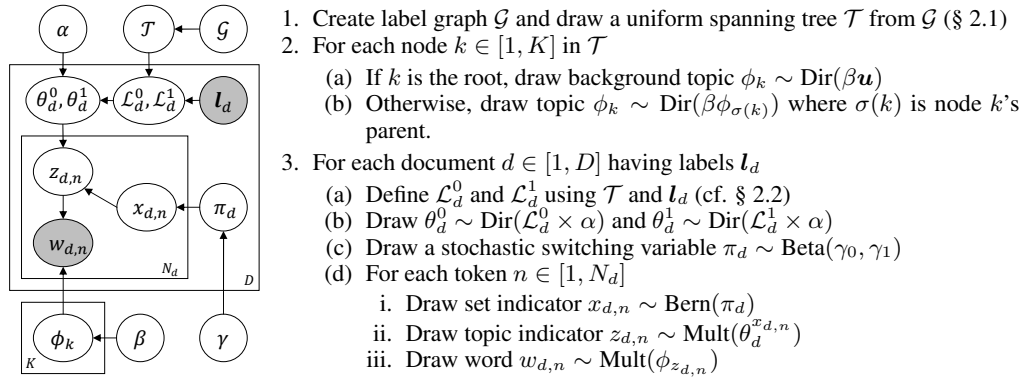 α
𝒯
𝒢
θ_d^0, θ_d^1
ℒ_d^0, ℒ_d^1
𝒍_d
z_{d,n}
x_{d,n}
π_d
w_{d,n}
N_d
D
ϕ_k
β
γ
K
1. Create label graph 𝒢 and draw a uniform spanning tree 𝒯 from 𝒢 (§ 2.1)
2. For each node k ∈ [1, K] in 𝒯
(a) If k is the root, draw background topic ϕ_k ∼ Dir(β𝒖)
(b) Otherwise, draw topic ϕ_k ∼ Dir(βϕ_{σ(k)}) where σ(k) is node k's
parent.
3. For each document d ∈ [1, D] having labels 𝒍_d
(a) Define ℒ_d^0 and ℒ_d^1 using 𝒯 and 𝒍_d (cf. § 2.2)
(b) Draw θ_d^0 ∼ Dir(ℒ_d^0 × α) and θ_d^1 ∼ Dir(ℒ_d^1 × α)
(c) Draw a stochastic switching variable π_d ∼ Beta(γ_0, γ_1)
(d) For each token n ∈ [1, N_d]
i. Draw set indicator x_{d,n} ∼ Bern(π_d)
ii. Draw topic indicator z_{d,n} ∼ Mult(θ_d^{x_{d,n}})
iii. Draw word w_{d,n} ∼ Mult(ϕ_{z_{d,n}})